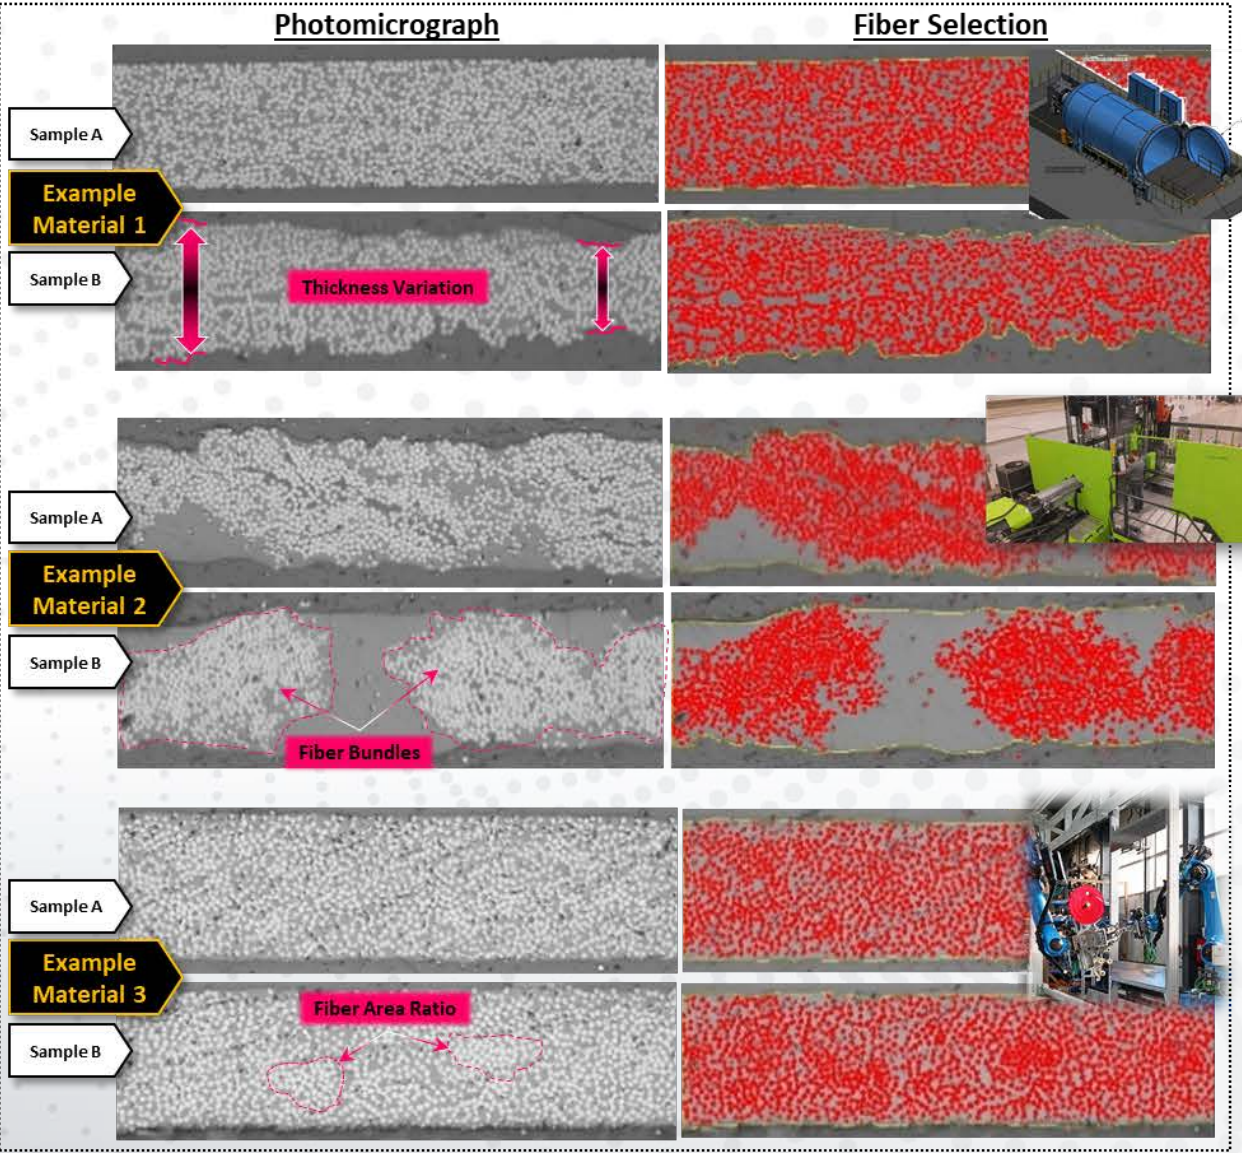 Photomicrograph
Fiber Selection
Sample A
Example
Material 1
Sample B
Thickness Variation
Sample A
Example
Material 2
Sample B
Fiber Bundles
Sample A
Example
Material 3
Fiber Area Ratio
Sample B